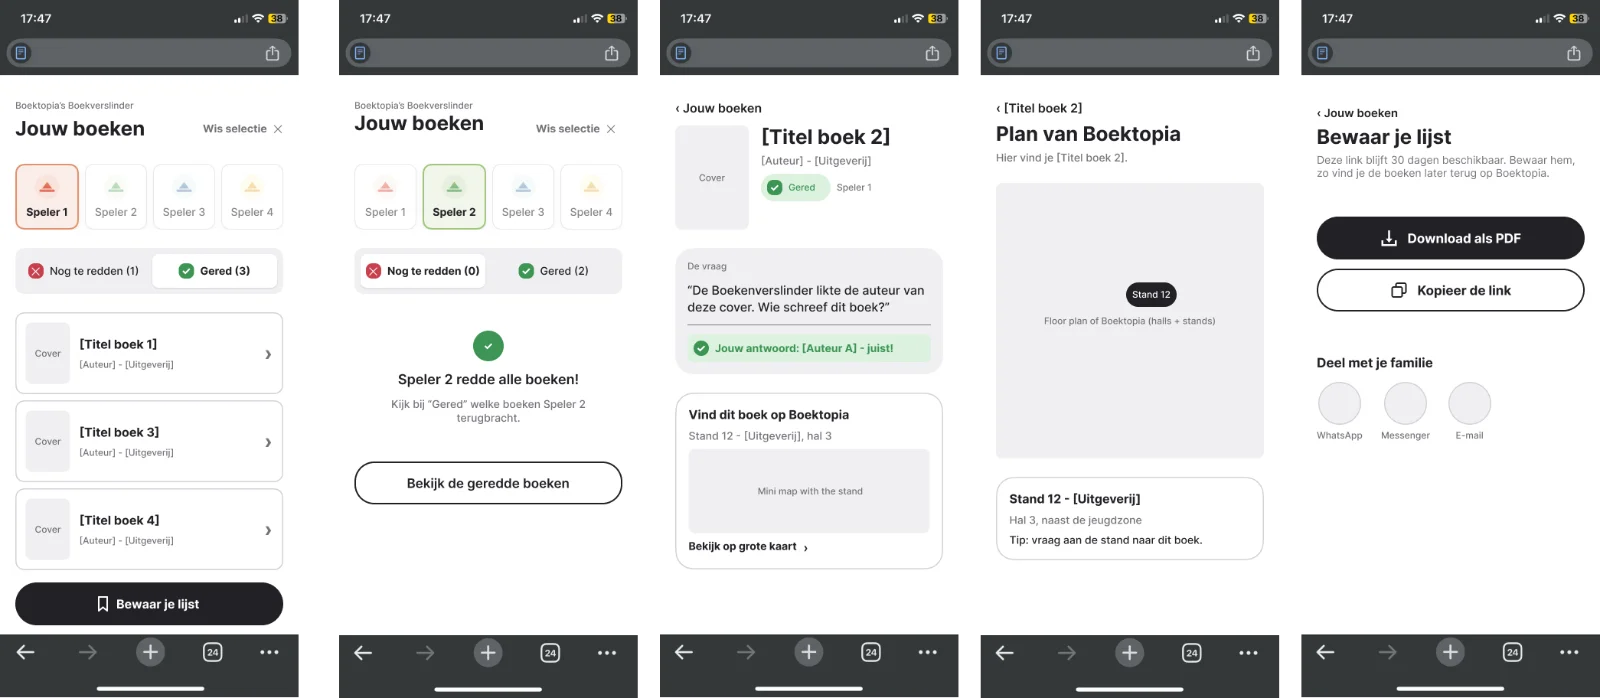 17:47
38
Boektopia's Boekverslinder
Jouw boeken
Wis selectie
Speler 1
Speler 2
Speler 3
Speler 4
Nog te redden (1)
Gered (3)
Cover
[Titel boek 1]
[Auteur] - [Uitgeverij]
Cover
[Titel boek 3]
[Auteur] - [Uitgeverij]
Cover
[Titel boek 4]
[Auteur] - [Uitgeverij]
Bewaar je lijst
24
17:47
38
Boektopia's Boekverslinder
Jouw boeken
Wis selectie
Speler 1
Speler 2
Speler 3
Speler 4
Nog te redden (0)
Gered (2)
Speler 2 redde alle boeken!
Kijk bij "Gered" welke boeken Speler 2
terugbracht.
Bekijk de geredde boeken
24
17:47
38
‹ Jouw boeken
Cover
[Titel boek 2]
[Auteur] - [Uitgeverij]
Gered
Speler 1
De vraag
“De Boekenverslinder likte de auteur van
deze cover. Wie schreef dit boek?”
Jouw antwoord: [Auteur A] - juist!
Vind dit boek op Boektopia
Stand 12 - [Uitgeverij], hal 3
Mini map with the stand
Bekijk op grote kaart ›
24
17:47
38
‹ [Titel boek 2]
Plan van Boektopia
Hier vind je [Titel boek 2].
Stand 12
Floor plan of Boektopia (halls + stands)
Stand 12 - [Uitgeverij]
Hal 3, naast de jeugdzone
Tip: vraag aan de stand naar dit boek.
24
17:47
38
‹ Jouw boeken
Bewaar je lijst
Deze link blijft 30 dagen beschikbaar. Bewaar hem,
zo vind je de boeken later terug op Boektopia.
Download als PDF
Kopieer de link
Deel met je familie
WhatsApp
Messenger
E-mail
24